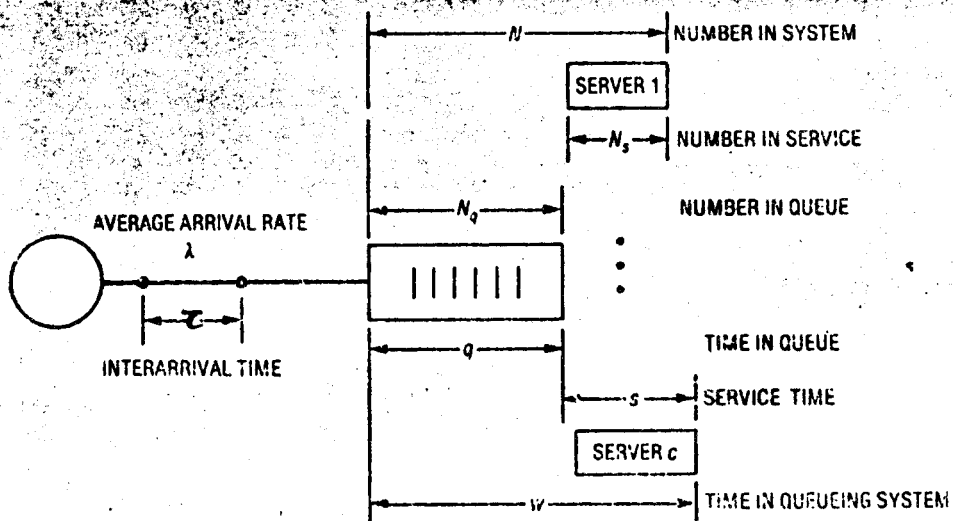 N NUMBER IN SYSTEM
SERVER 1
Ns NUMBER IN SERVICE
Nq NUMBER IN QUEUE
AVERAGE ARRIVAL RATE
λ
τ
INTERARRIVAL TIME
q TIME IN QUEUE
s SERVICE TIME
SERVER c
w TIME IN QUEUEING SYSTEM